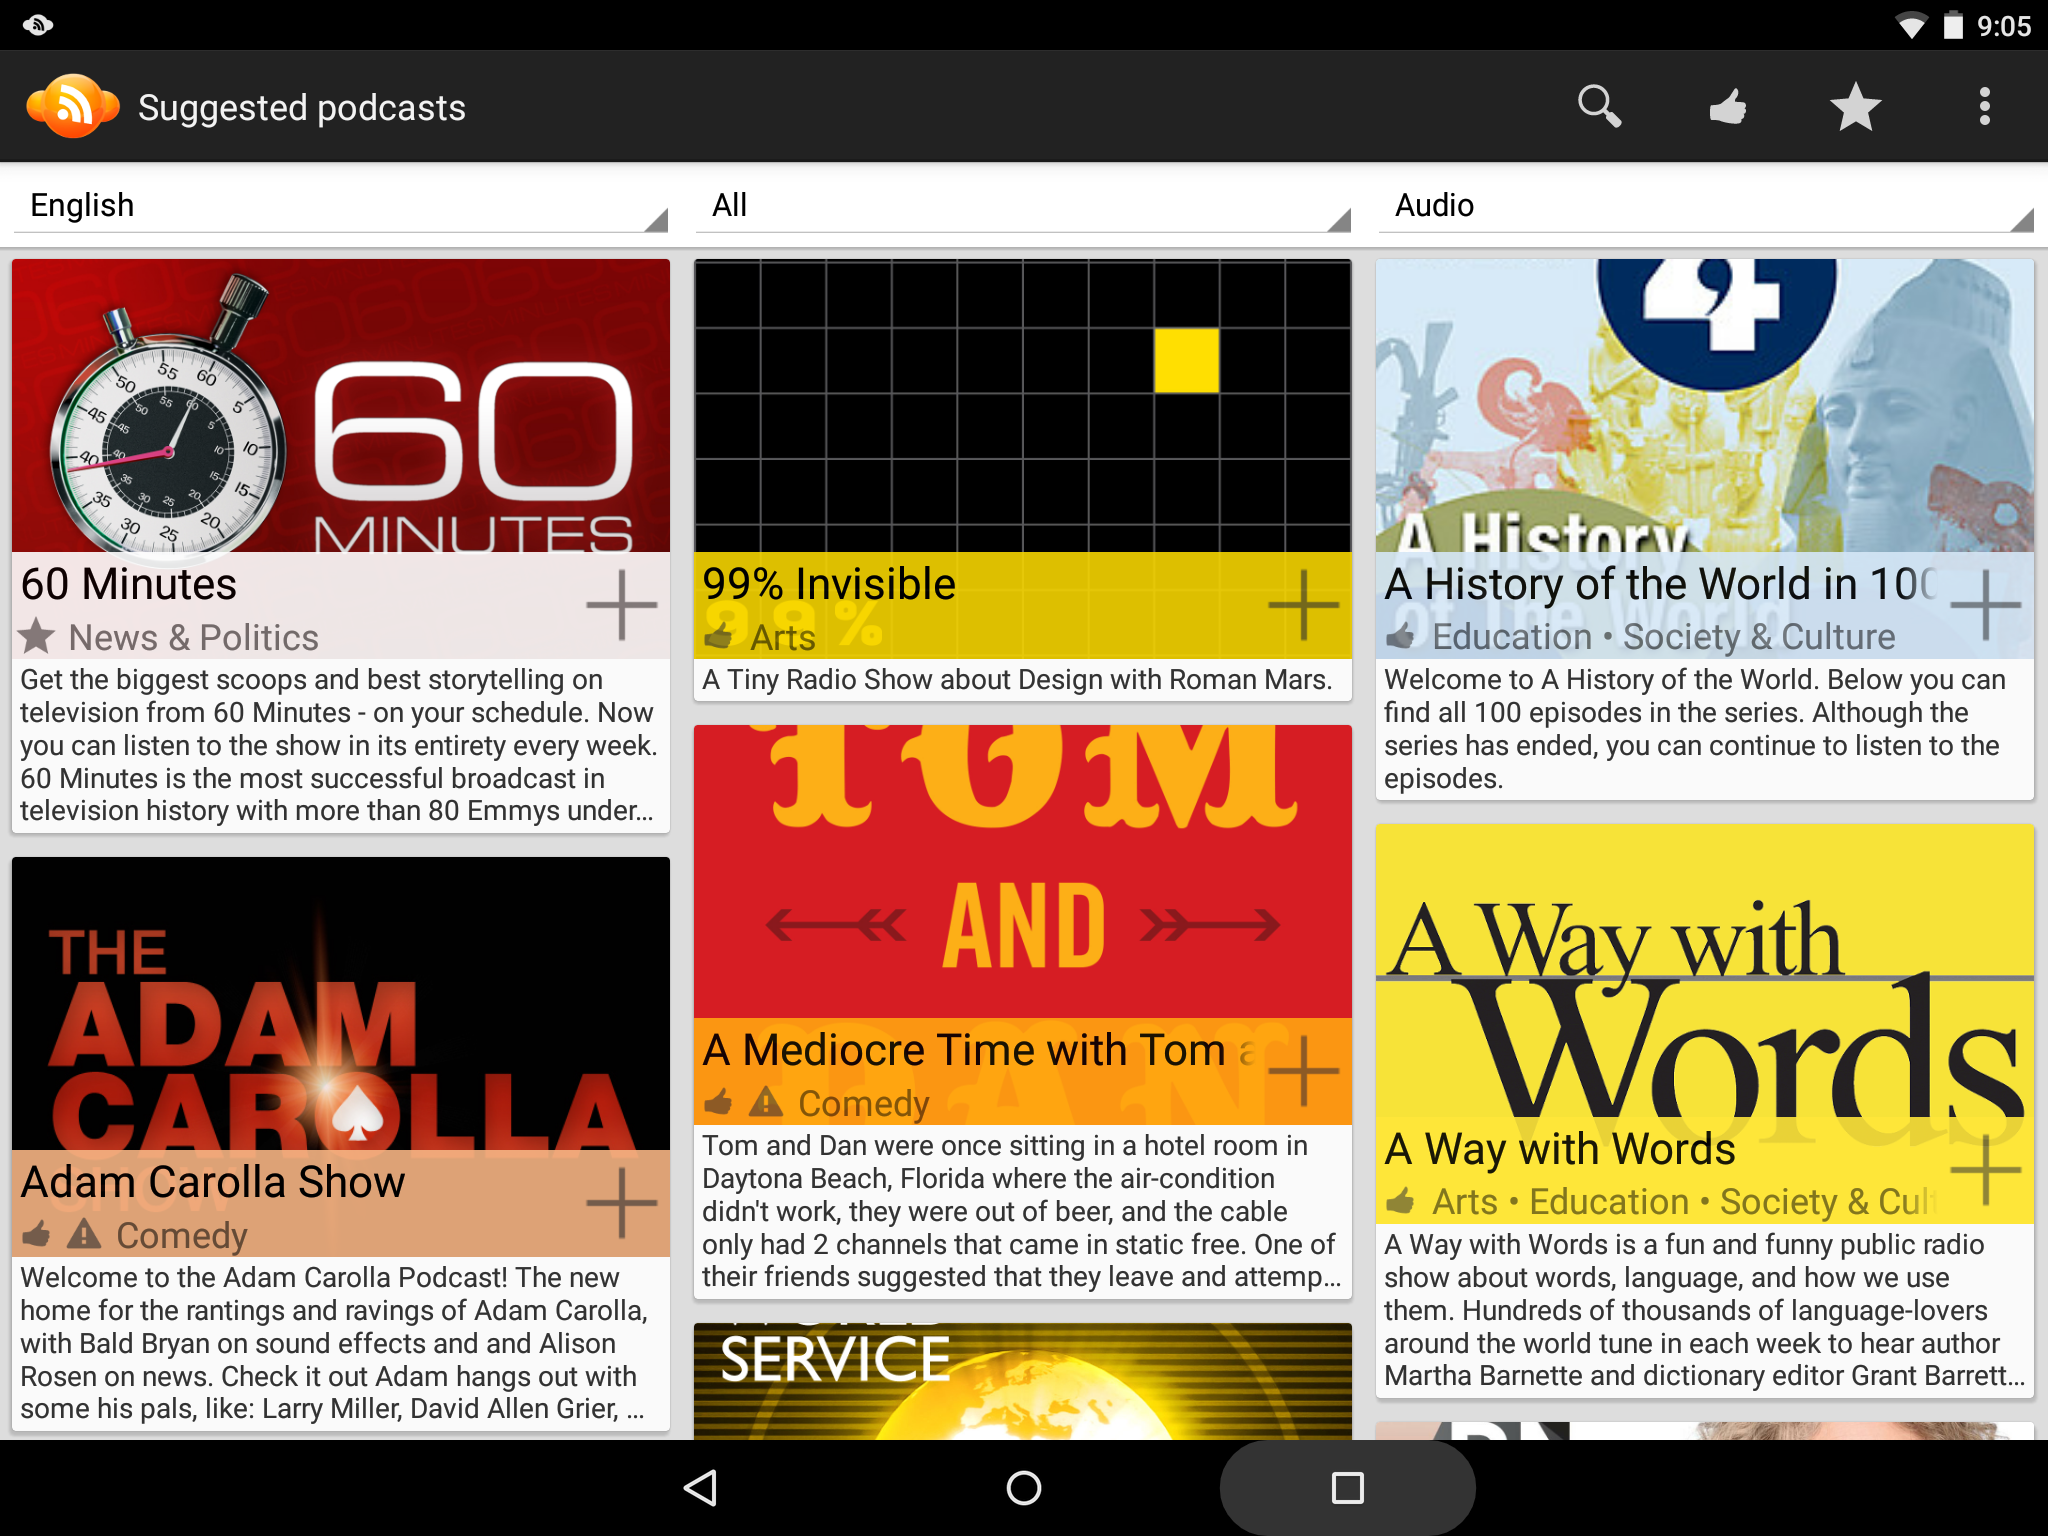 9:05
Suggested podcasts
English
All
Audio
60
MINUTES
60 Minutes
News & Politics
Get the biggest scoops and best storytelling on
television from 60 Minutes - on your schedule. Now
you can listen to the show in its entirety every week.
60 Minutes is the most successful broadcast in
television history with more than 80 Emmys under...
THE
ADAM
CAROLLA
SHOW
Adam Carolla Show
Comedy
Welcome to the Adam Carolla Podcast! The new
home for the rantings and ravings of Adam Carolla,
with Bald Bryan on sound effects and and Alison
Rosen on news. Check it out Adam hangs out with
some his pals, like: Larry Miller, David Allen Grier, ...
99%
99% Invisible
Arts
A Tiny Radio Show about Design with Roman Mars.
TOM
AND
DAN
A Mediocre Time with Tom a
Comedy
Tom and Dan were once sitting in a hotel room in
Daytona Beach, Florida where the air-condition
didn't work, they were out of beer, and the cable
only had 2 channels that came in static free. One of
their friends suggested that they leave and attemp...
WORLD
SERVICE
4
A History
of The World
A History of the World in 100
Education • Society & Culture
Welcome to A History of the World. Below you can
find all 100 episodes in the series. Although the
series has ended, you can continue to listen to the
episodes.
A Way with
Words
A Way with Words
Arts • Education • Society & Cult
A Way with Words is a fun and funny public radio
show about words, language, and how we use
them. Hundreds of thousands of language-lovers
around the world tune in each week to hear author
Martha Barnette and dictionary editor Grant Barrett...